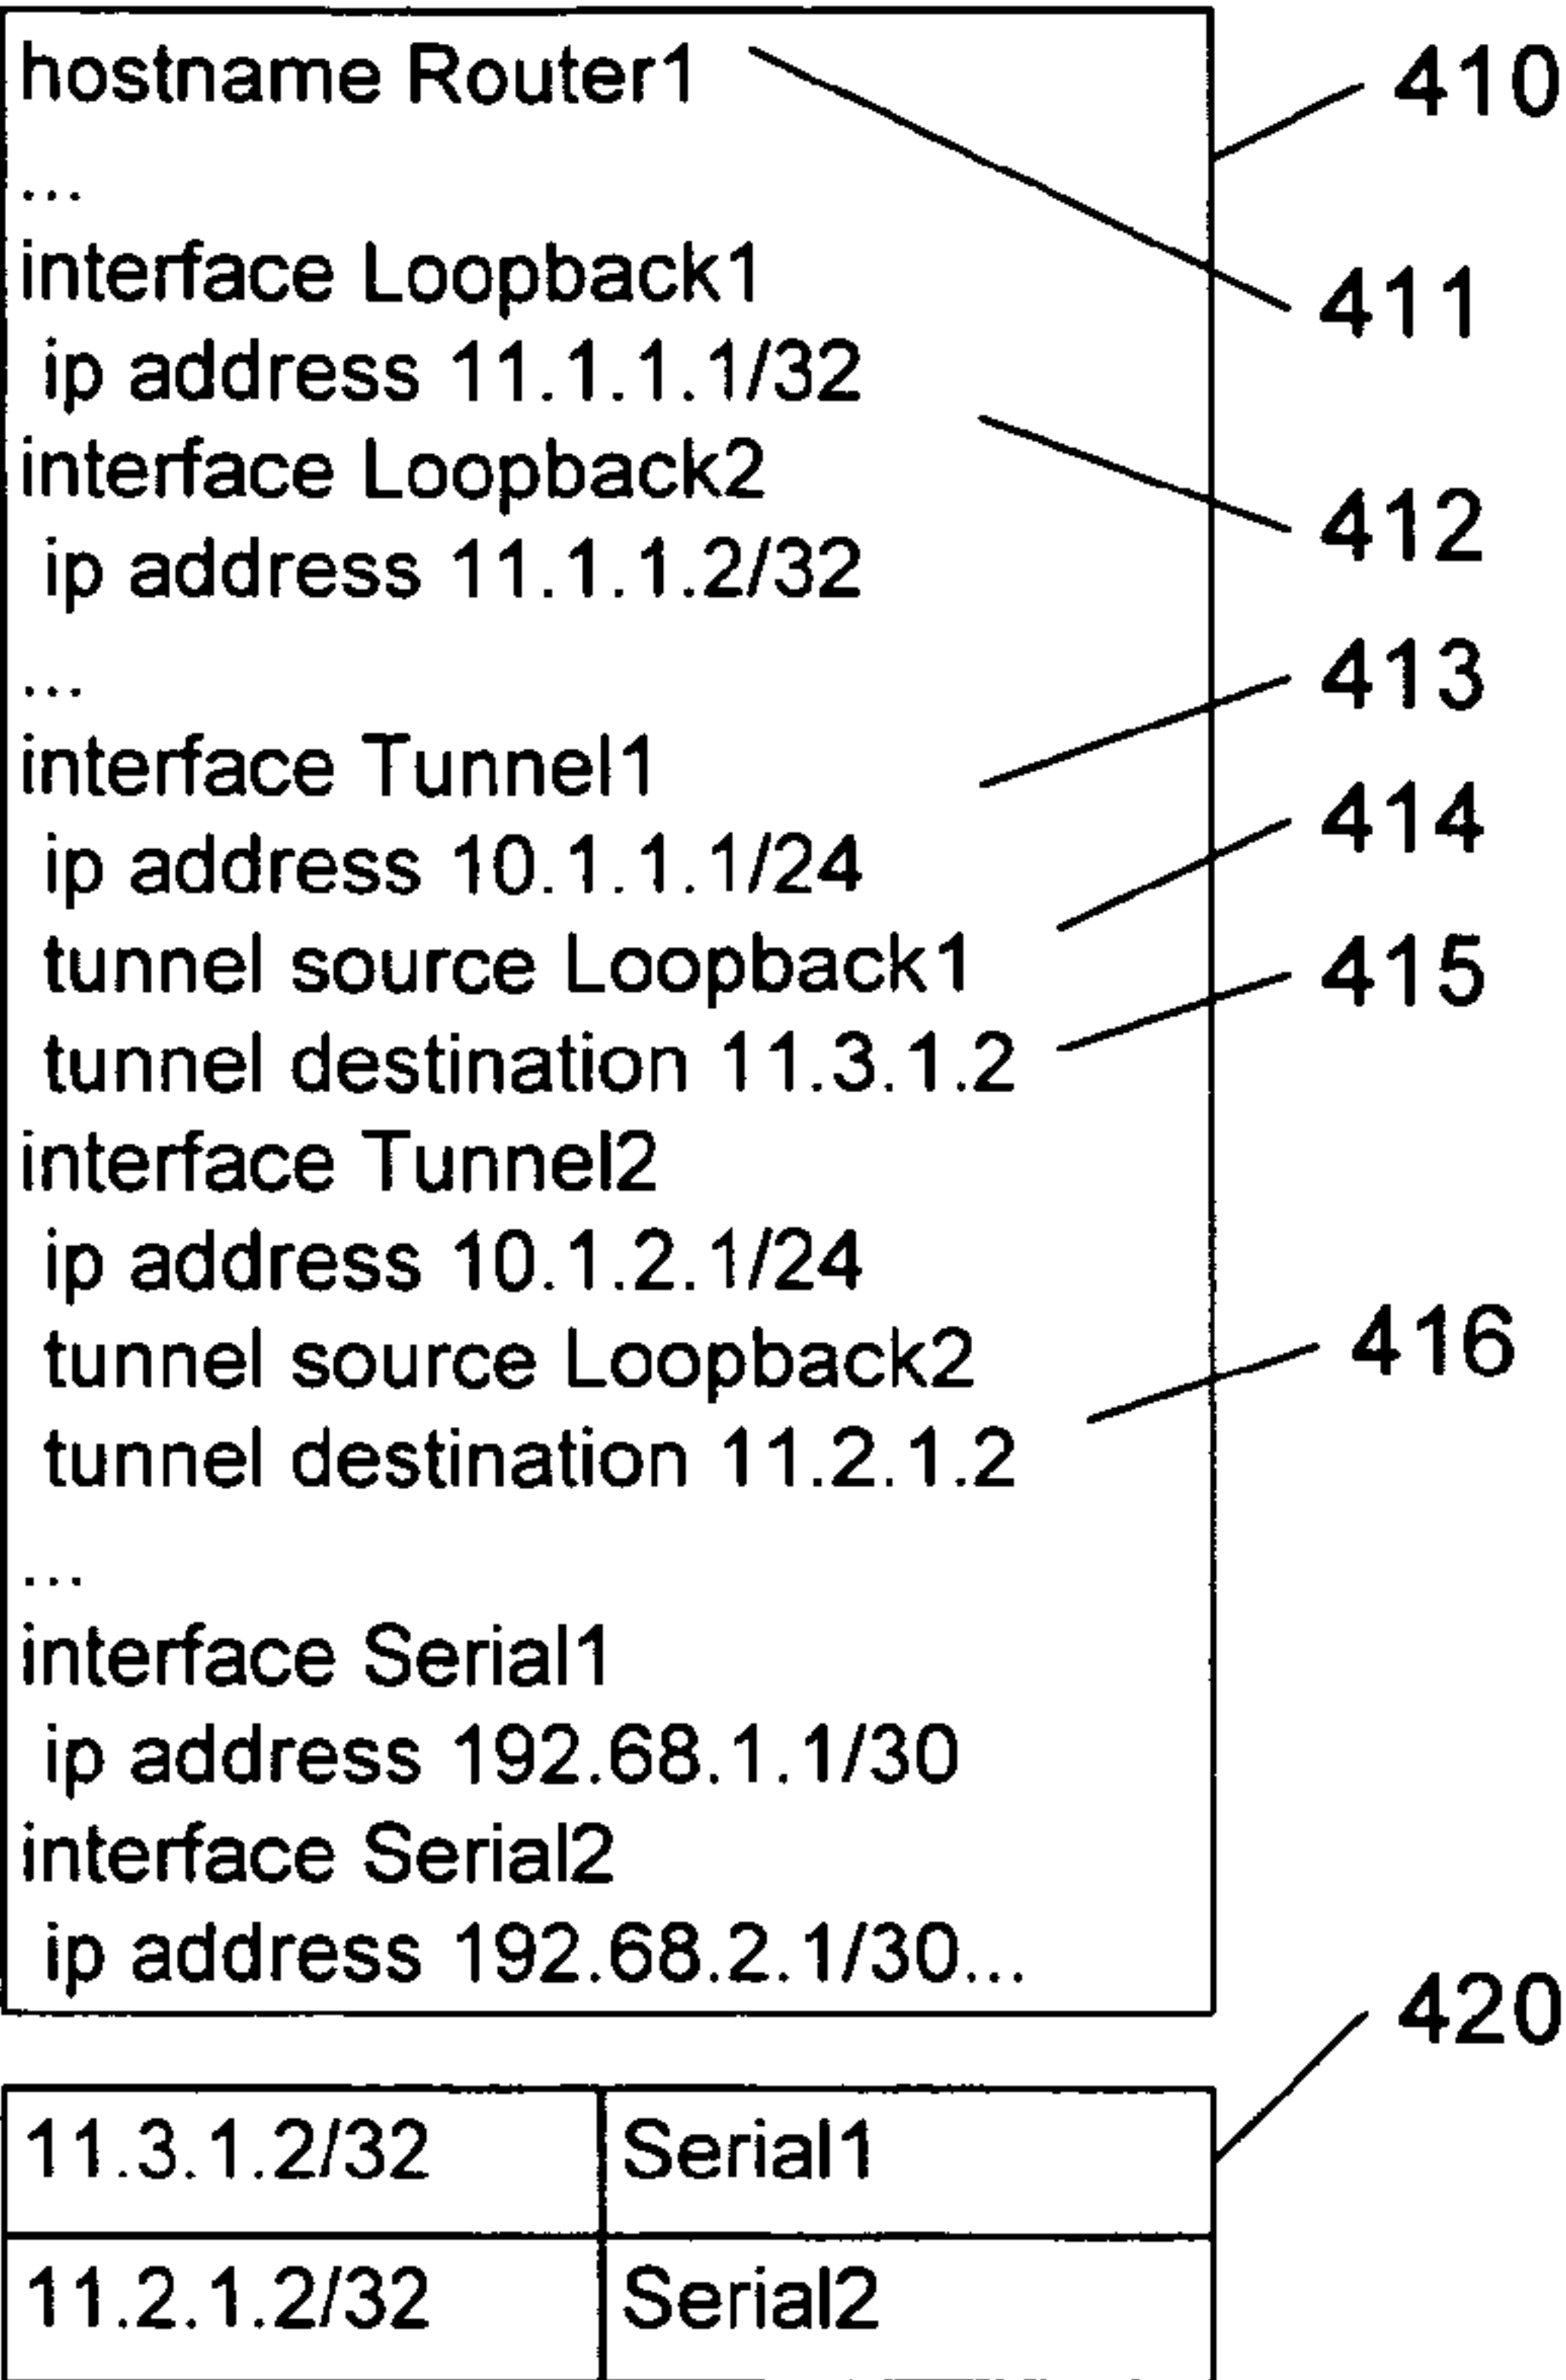 hostname Router1
...
interface Loopback1
ip address 11.1.1.1/32
interface Loopback2
ip address 11.1.1.2/32
...
interface Tunnel1
ip address 10.1.1.1/24
tunnel source Loopback1
tunnel destination 11.3.1.2
interface Tunnel2
ip address 10.1.2.1/24
tunnel source Loopback2
tunnel destination 11.2.1.2
...
interface Serial1
ip address 192.68.1.1/30
interface Serial2
ip address 192.68.2.1/30...
410
411
412
413
414
415
416
420
11.3.1.2/32 Serial1
11.2.1.2/32 Serial2